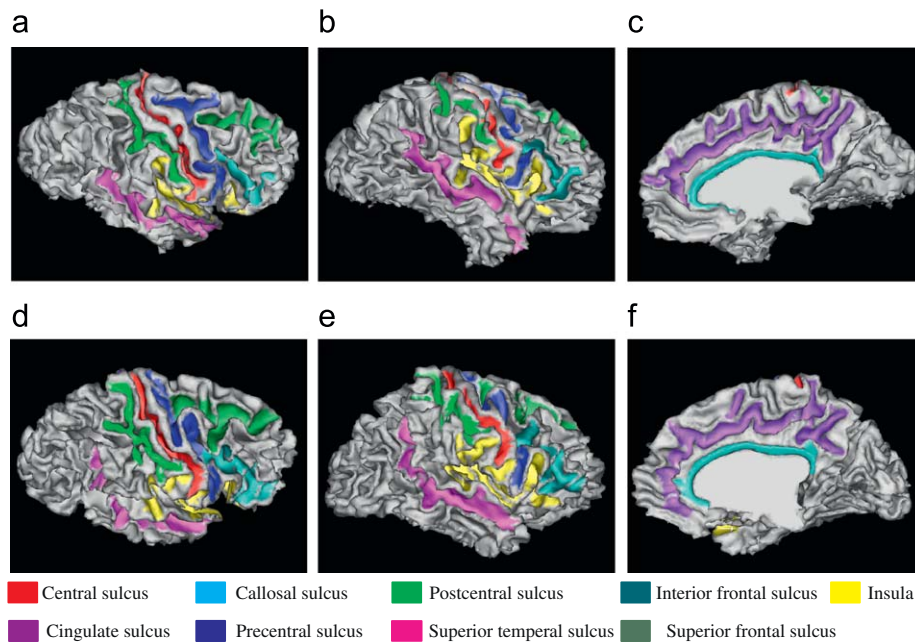 a b c
d e f
Central sulcus Callosal sulcus Postcentral sulcus Interior frontal sulcus Insula
Cingulate sulcus Precentral sulcus Superior temperal sulcus Superior frontal sulcus